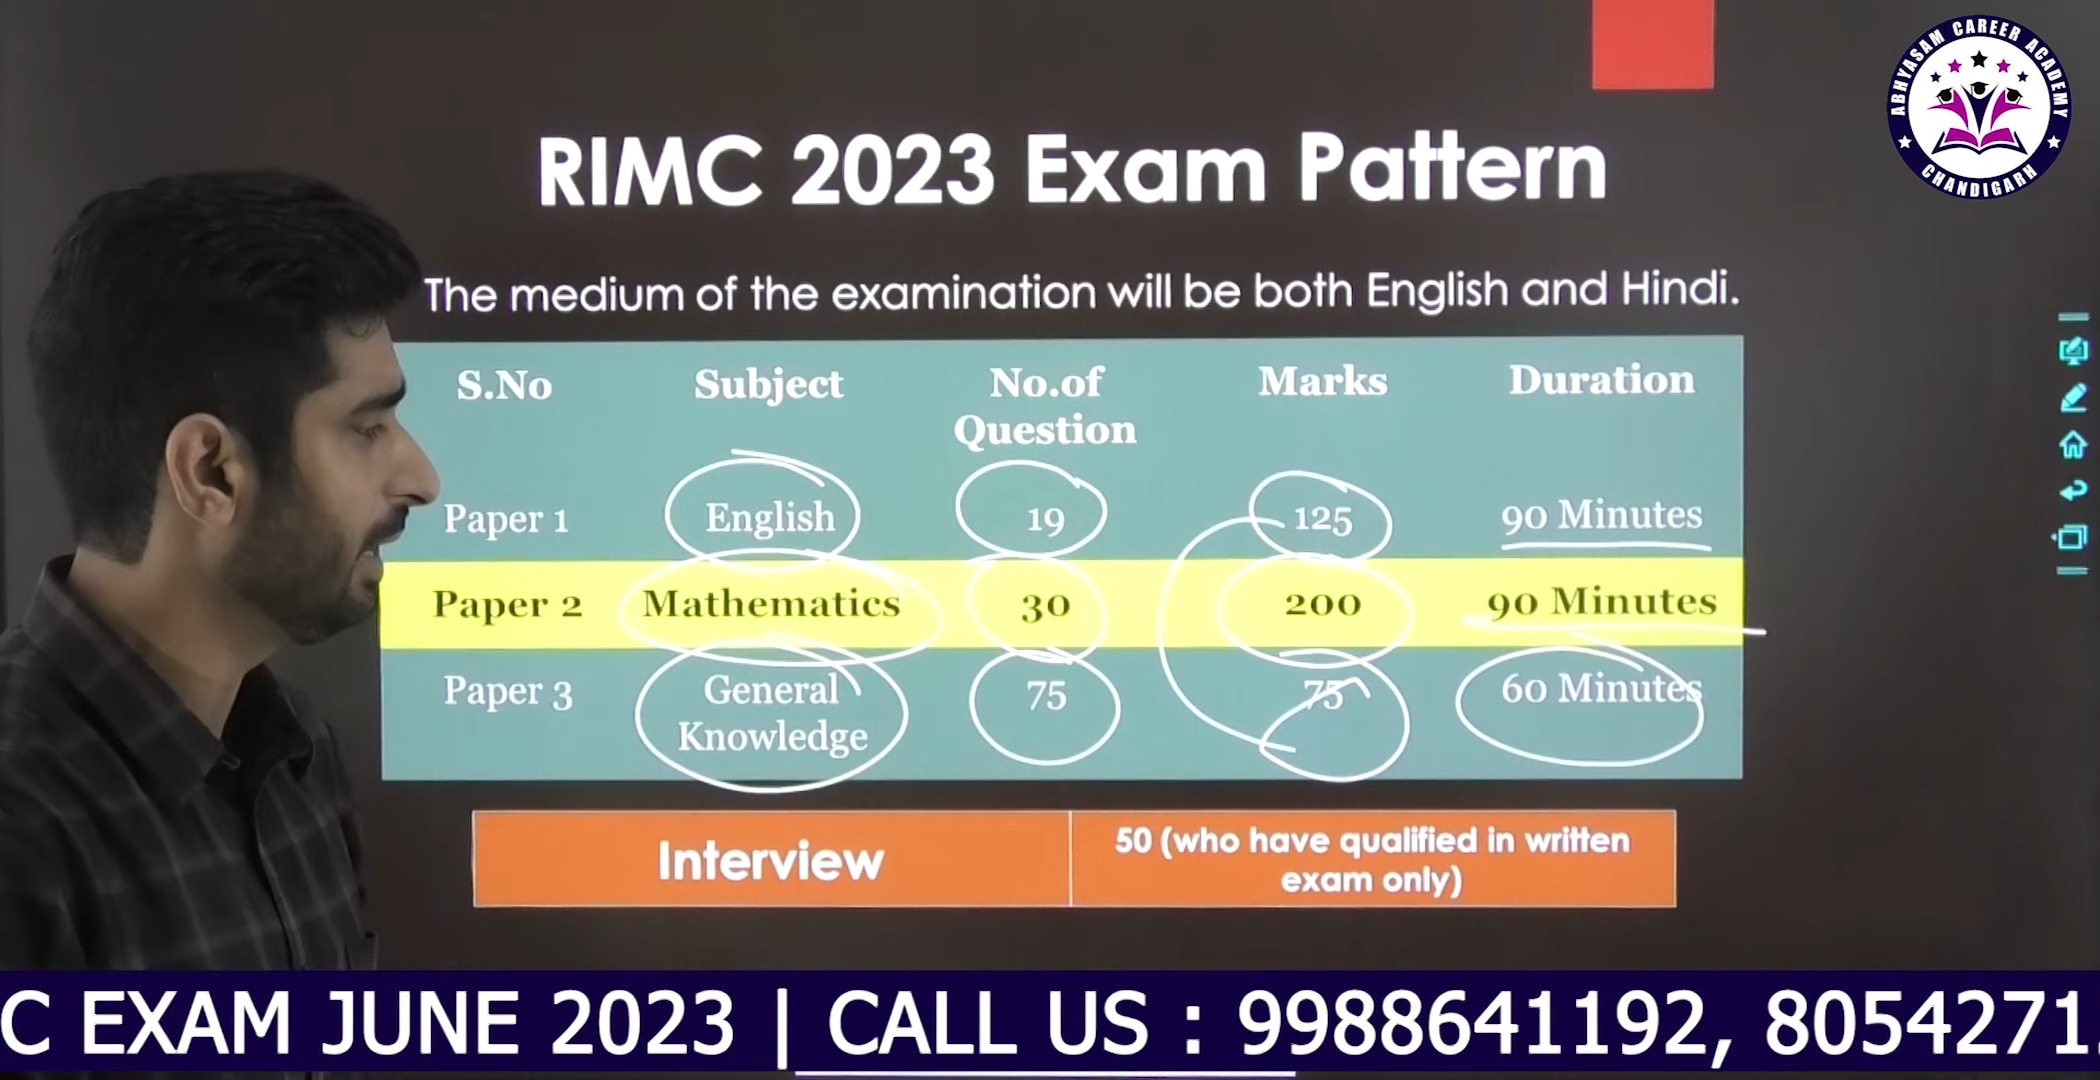 ABHYASAM CAREER ACADEMY
CHANDIGARH
RIMC 2023 Exam Pattern
The medium of the examination will be both English and Hindi.
S.No Subject No.of Question Marks Duration
Paper 1 English 19 125 90 Minutes
Paper 2 Mathematics 30 200 90 Minutes
Paper 3 General Knowledge 75 75 60 Minutes
Interview 50 (who have qualified in written exam only)
C EXAM JUNE 2023 | CALL US : 9988641192, 8054271